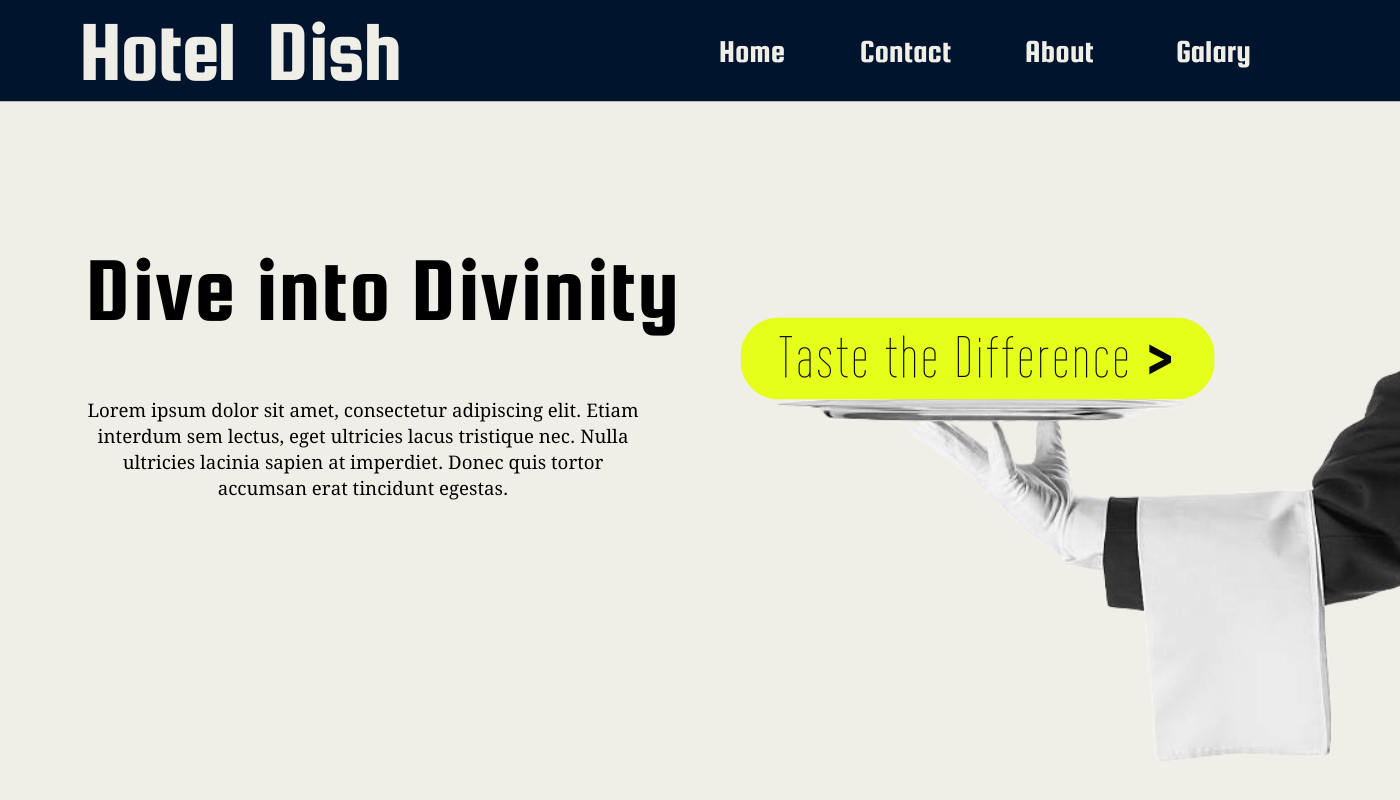 Hotel Dish
Home Contact About Galary
Dive into Divinity
Taste the Difference >
Lorem ipsum dolor sit amet, consectetur adipiscing elit. Etiam
interdum sem lectus, eget ultricies lacus tristique nec. Nulla
ultricies lacinia sapien at imperdiet. Donec quis tortor
accumsan erat tincidunt egestas.